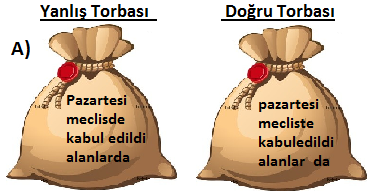 Yanlış Torbası
Doğru Torbası
A)
Pazartesi
meclisde
kabul edildi
alanlarda
pazartesi
mecliste
kabuledildi
alanlar' da